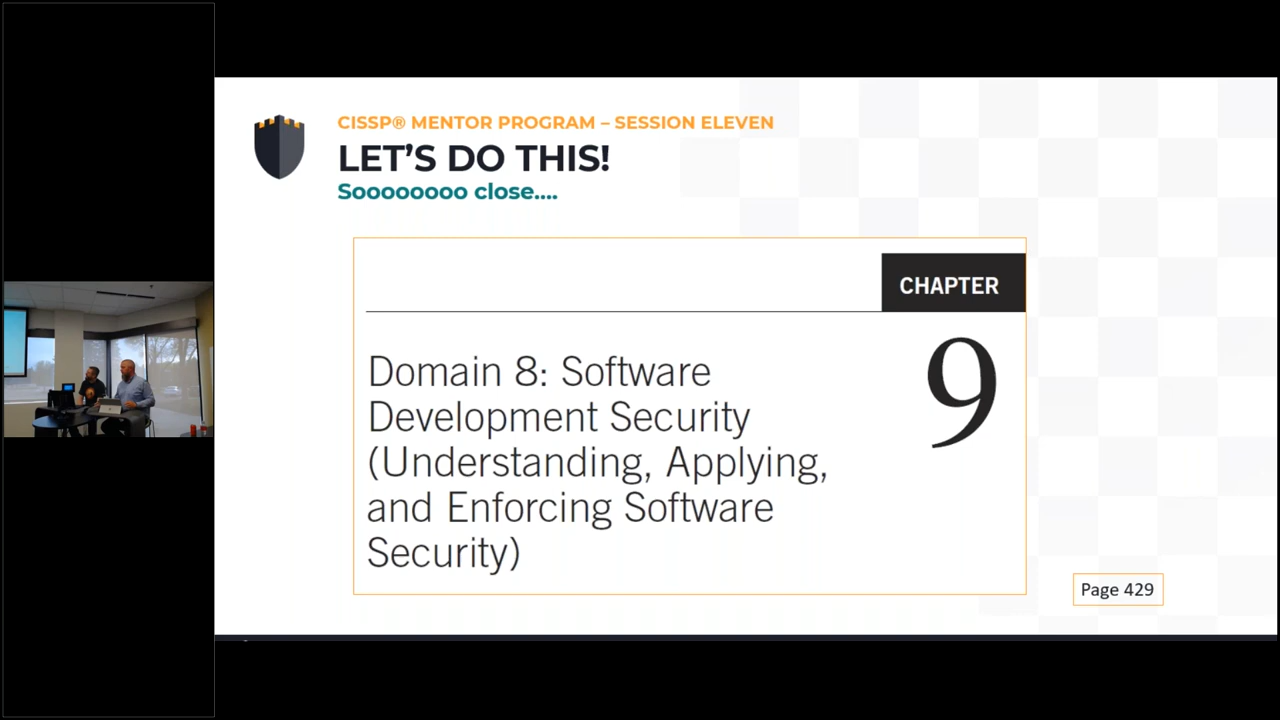 CISSP® MENTOR PROGRAM – SESSION ELEVEN
LET'S DO THIS!
Soooooooo close....
CHAPTER
9
Domain 8: Software
Development Security
(Understanding, Applying,
and Enforcing Software
Security)
Page 429